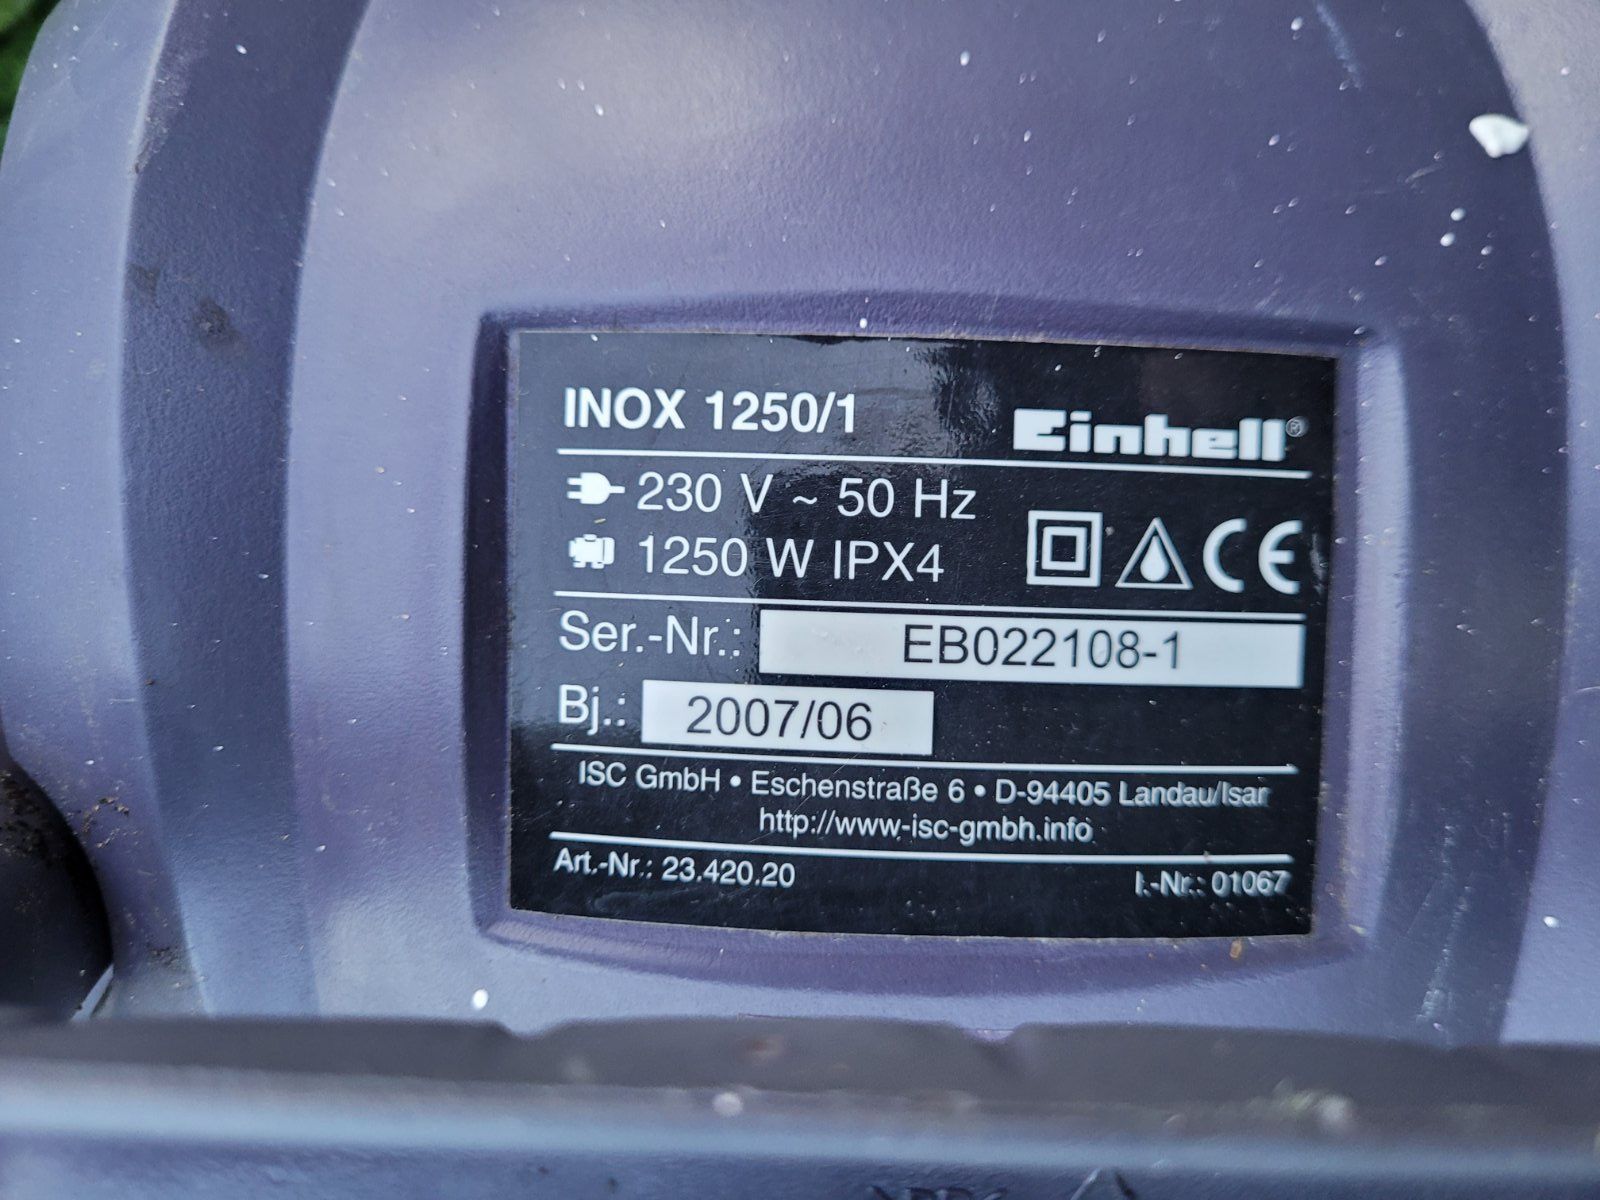 INOX 1250/1
Einhell®
230 V ~ 50 Hz
1250 W IPX4
CE
Ser.-Nr.: EB022108-1
Bj.: 2007/06
ISC GmbH • Eschenstraße 6 • D-94405 Landau/Isar
http://www-isc-gmbh.info
Art.-Nr.: 23.420.20 I.-Nr.: 01067